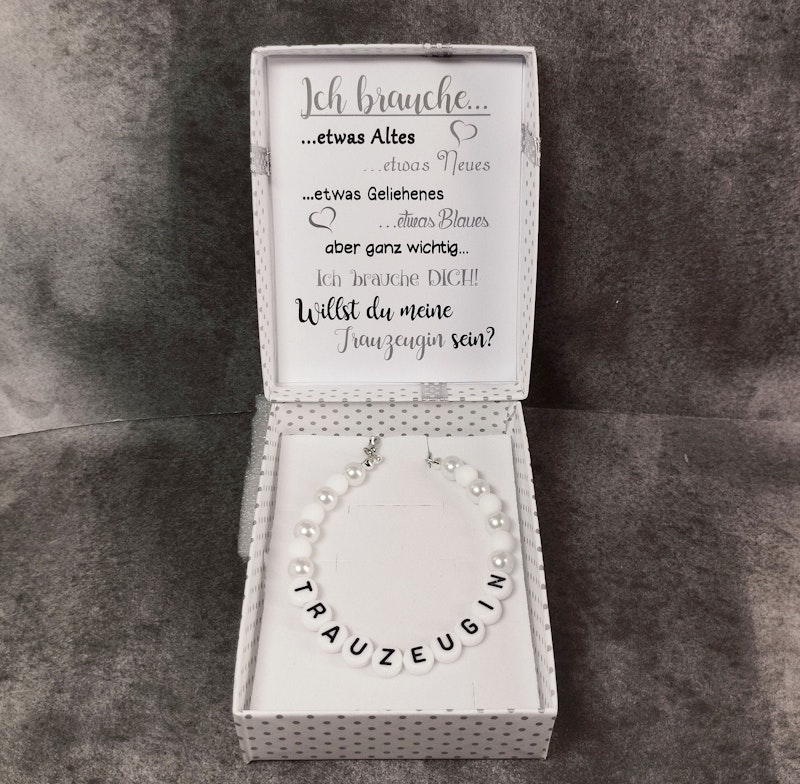 Ich brauche...
...etwas Altes
...etwas Neues
...etwas Geliehenes
...etwas Blaues
aber ganz wichtig...
Ich brauche DICH!
Willst du meine
Trauzeugin sein?
TRAUZEUGIN